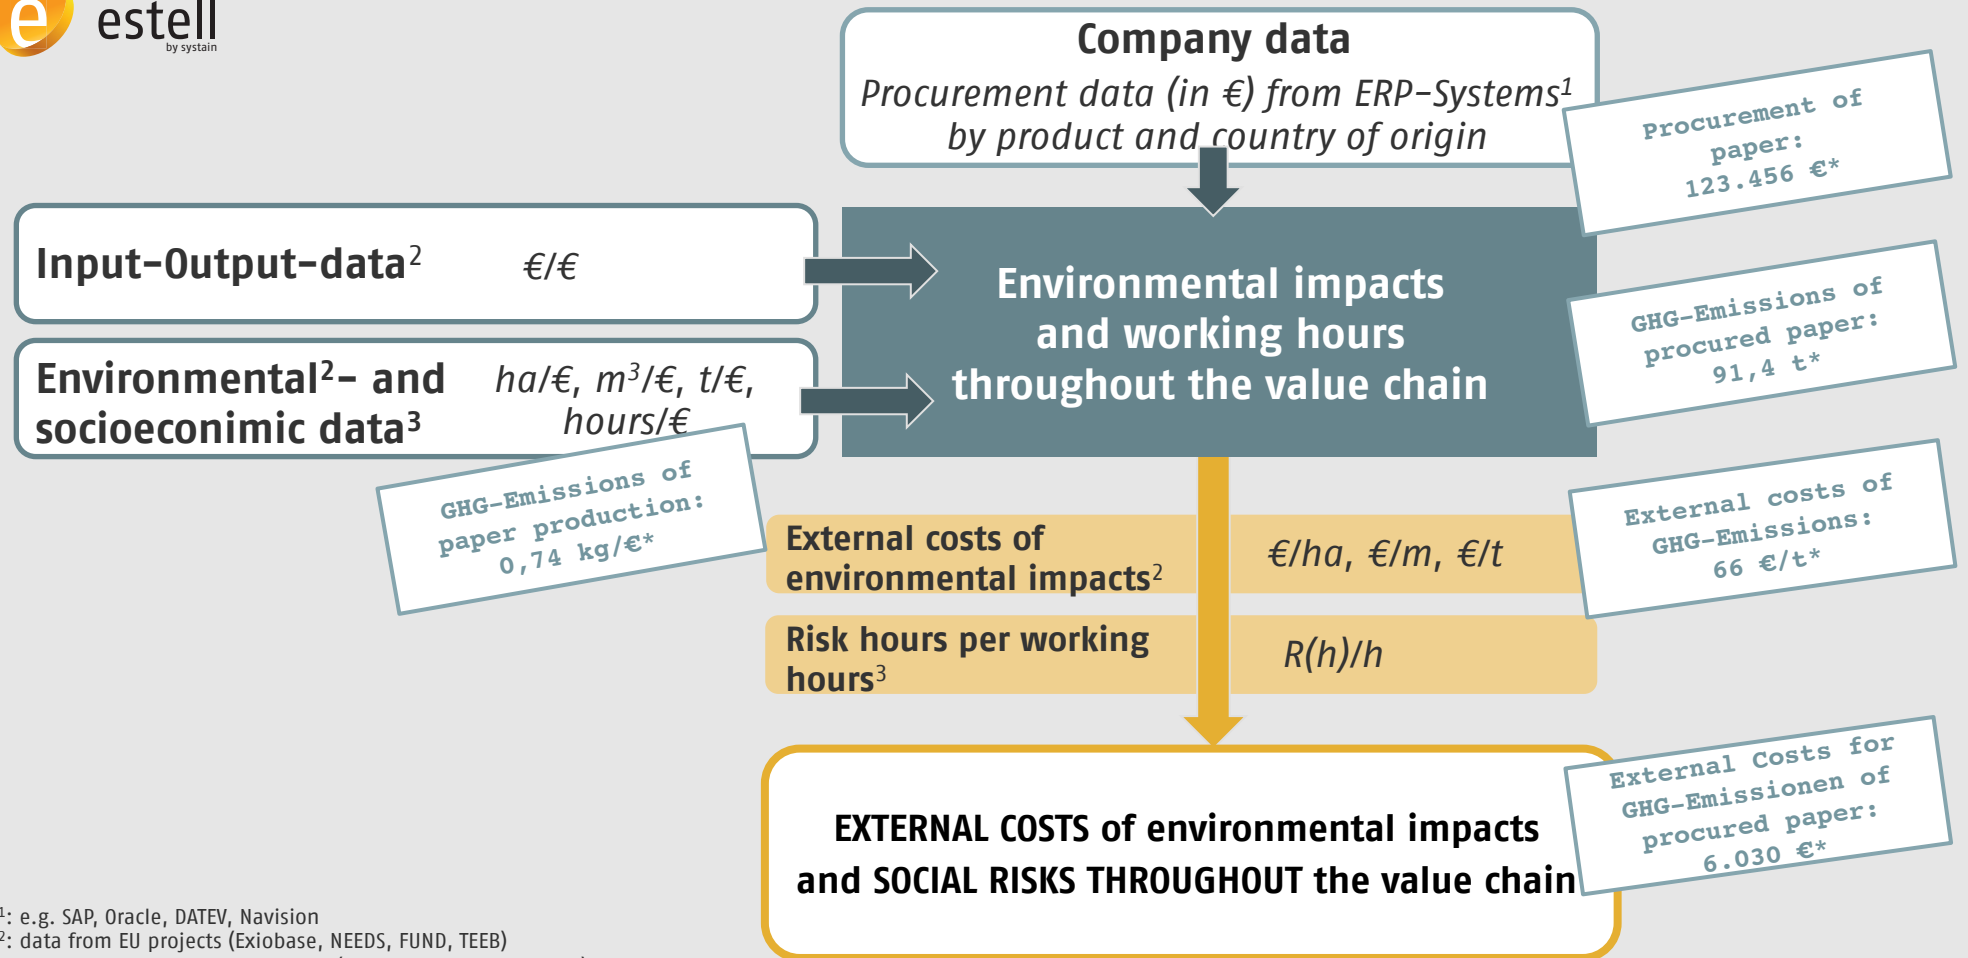 e
estell
by systain
Company data
Procurement data (in €) from ERP-Systems¹
by product and country of origin
Procurement of
paper:
123.456 €*
Input-Output-data² €/€
Environmental²- and
socioeconimic data³
ha/€, m³/€, t/€,
hours/€
GHG-Emissions of
paper production:
0,74 kg/€*
Environmental impacts
and working hours
throughout the value chain
GHG-Emissions of
procured paper:
91,4 t*
External costs of
environmental impacts²
€/ha, €/m, €/t
External costs of
GHG-Emissions:
66 €/t*
Risk hours per working
hours³
R(h)/h
EXTERNAL COSTS of environmental impacts
and SOCIAL RISKS THROUGHOUT the value chain
External Costs for
GHG-Emissionen of
procured paper:
6.030 €*
¹: e.g. SAP, Oracle, DATEV, Navision
²: data from EU projects (Exiobase, NEEDS, FUND, TEEB)